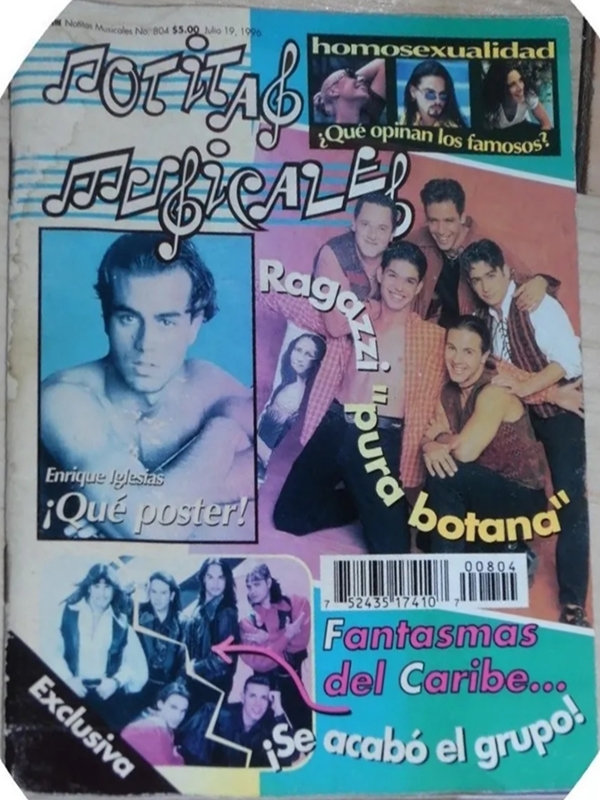 Notitas Musicales No. 804 $5.00 Julio 19, 1996
NOTITAS
MUSICALES
homosexualidad
¿Qué opinan los famosos?
Ragazzi "pura botana"
Enrique Iglesias
¡Qué poster!
00804
7 52435 17410 7
Fantasmas
del Caribe...
¡Se acabó el grupo!
Exclusiva